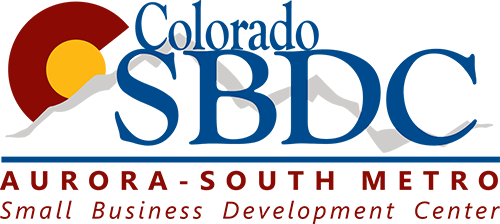 Colorado
SBDC
AURORA - SOUTH METRO
Small Business Development Center